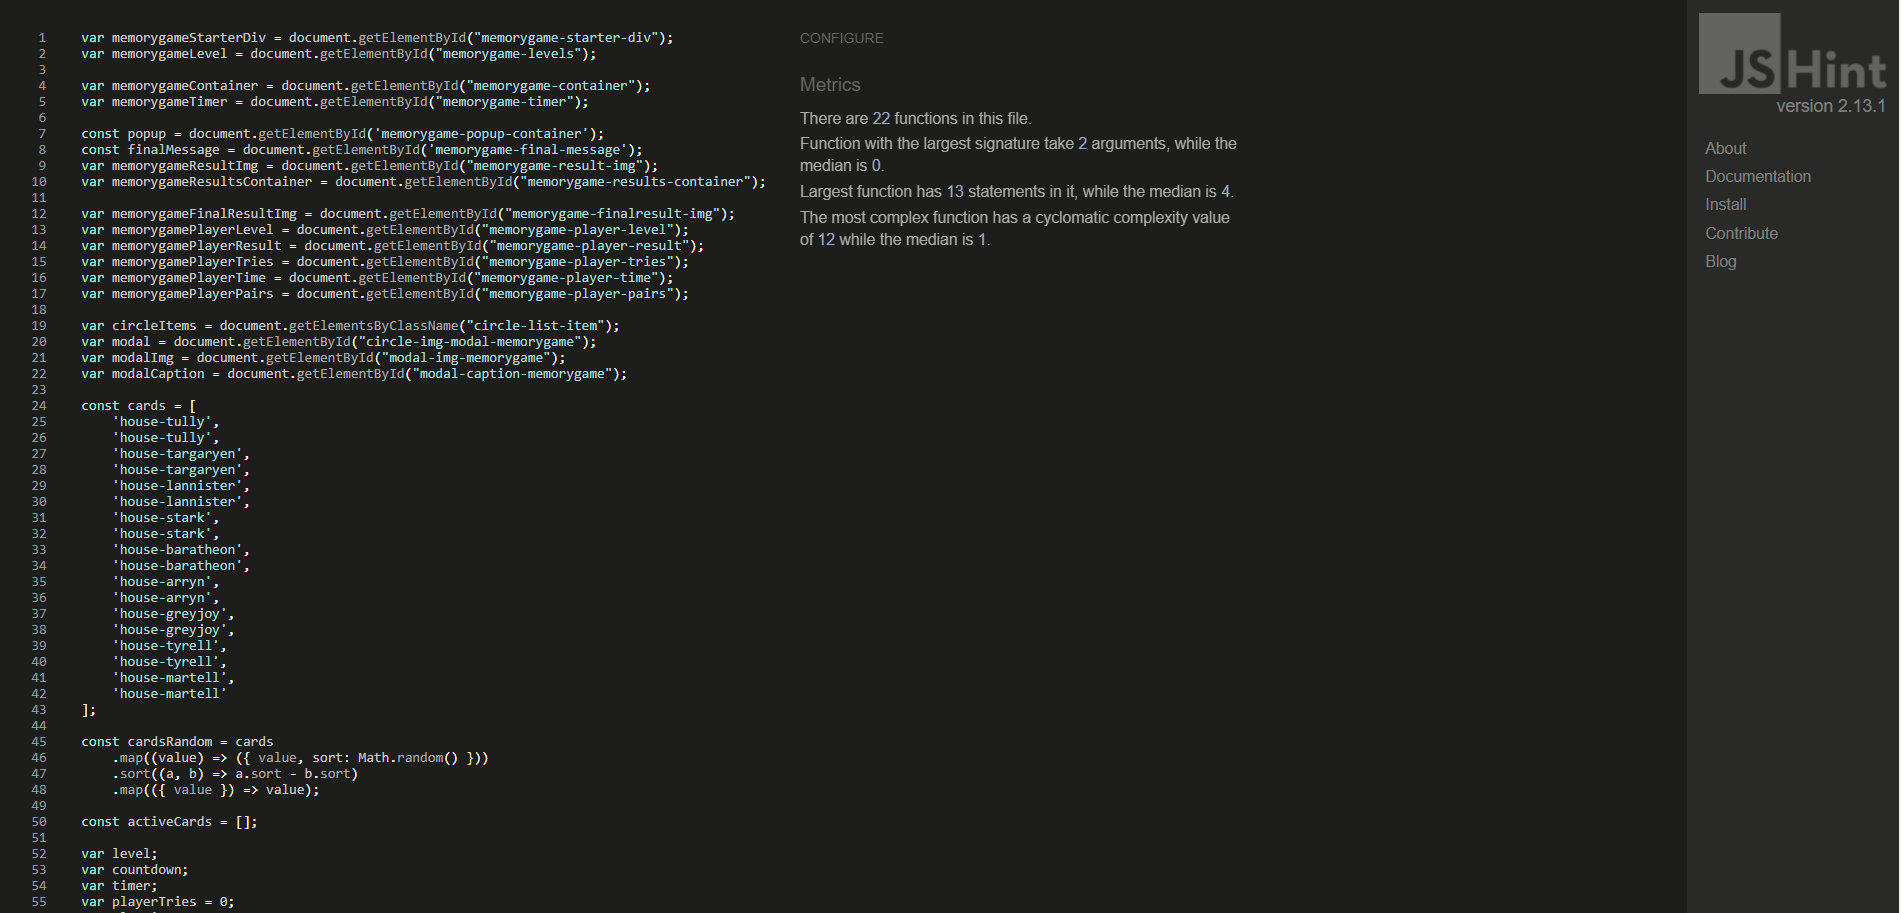 1 var memorygameStarterDiv = document.getElementById("memorygame-starter-div");
2 var memorygameLevel = document.getElementById("memorygame-levels");
3
4 var memorygameContainer = document.getElementById("memorygame-container");
5 var memorygameTimer = document.getElementById("memorygame-timer");
6
7 const popup = document.getElementById('memorygame-popup-container');
8 const finalMessage = document.getElementById('memorygame-final-message');
9 var memorygameResultImg = document.getElementById("memorygame-result-img");
10 var memorygameResultsContainer = document.getElementById("memorygame-results-container");
11
12 var memorygameFinalResultImg = document.getElementById("memorygame-finalresult-img");
13 var memorygamePlayerLevel = document.getElementById("memorygame-player-level");
14 var memorygamePlayerResult = document.getElementById("memorygame-player-result");
15 var memorygamePlayerTries = document.getElementById("memorygame-player-tries");
16 var memorygamePlayerTime = document.getElementById("memorygame-player-time");
17 var memorygamePlayerPairs = document.getElementById("memorygame-player-pairs");
18
19 var circleItems = document.getElementsByClassName("circle-list-item");
20 var modal = document.getElementById("circle-img-modal-memorygame");
21 var modalImg = document.getElementById("modal-img-memorygame");
22 var modalCaption = document.getElementById("modal-caption-memorygame");
23
24 const cards = [
25 'house-tully',
26 'house-tully',
27 'house-targaryen',
28 'house-targaryen',
29 'house-lannister',
30 'house-lannister',
31 'house-stark',
32 'house-stark',
33 'house-baratheon',
34 'house-baratheon',
35 'house-arryn',
36 'house-arryn',
37 'house-greyjoy',
38 'house-greyjoy',
39 'house-tyrell',
40 'house-tyrell',
41 'house-martell',
42 'house-martell'
43 ];
44
45 const cardsRandom = cards
46 .map((value) => ({ value, sort: Math.random() }))
47 .sort((a, b) => a.sort - b.sort)
48 .map(({ value }) => value);
49
50 const activeCards = [];
51
52 var level;
53 var countdown;
54 var timer;
55 var playerTries = 0;
CONFIGURE
Metrics
There are 22 functions in this file.
Function with the largest signature take 2 arguments, while the
median is 0.
Largest function has 13 statements in it, while the median is 4.
The most complex function has a cyclomatic complexity value
of 12 while the median is 1.
JSHint
version 2.13.1
About
Documentation
Install
Contribute
Blog